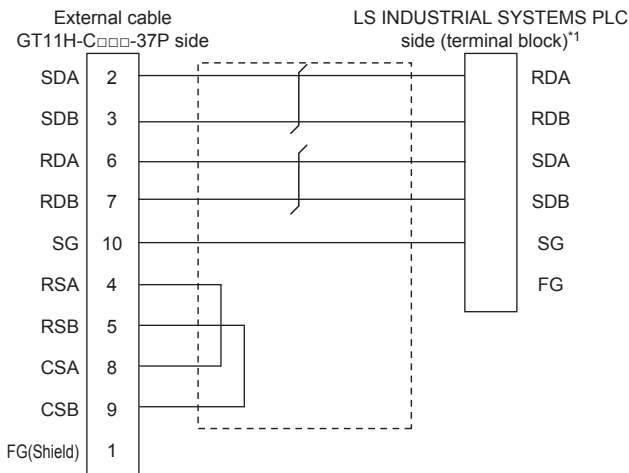 External cable
GT11H-C□□□-37P side
LS INDUSTRIAL SYSTEMS PLC
side (terminal block)*1
SDA 2 RDA
SDB 3 RDB
RDA 6 SDA
RDB 7 SDB
SG 10 SG
RSA 4 FG
RSB 5
CSA 8
CSB 9
FG(Shield) 1